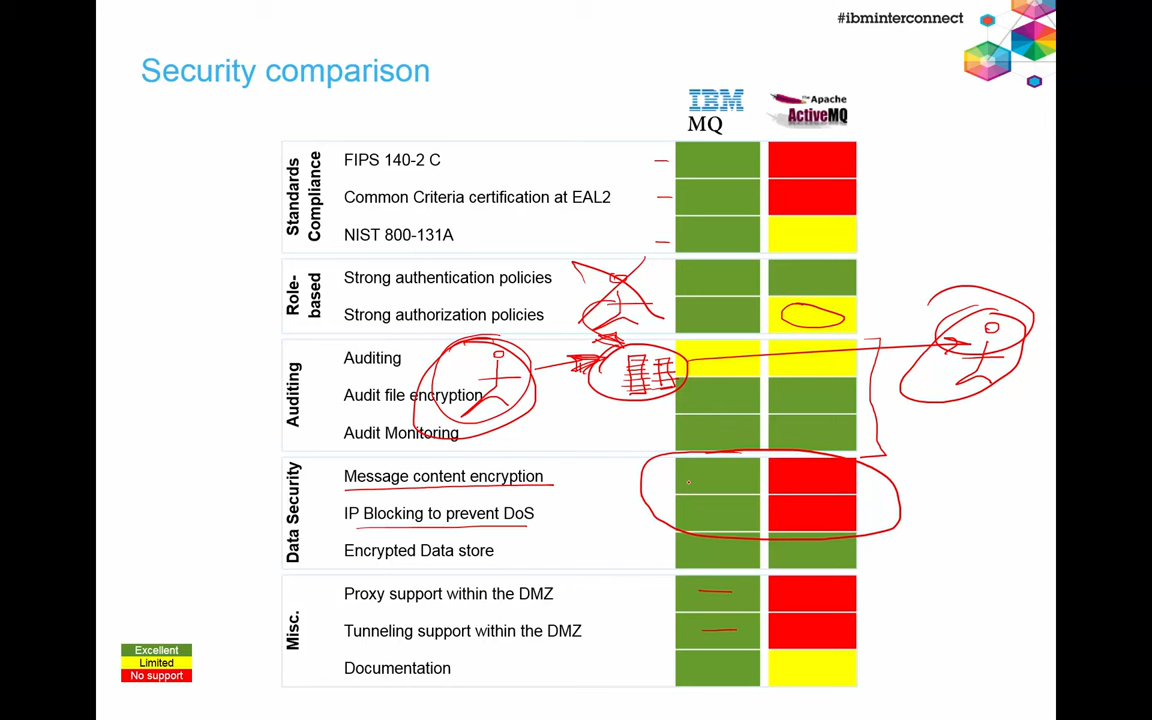 #ibminterconnect
Security comparison
IBM
MQ
The Apache
ActiveMQ
Standards
Compliance
FIPS 140-2 C
Common Criteria certification at EAL2
NIST 800-131A
Role-
based
Strong authentication policies
Strong authorization policies
Auditing
Auditing
Audit file encryption
Audit Monitoring
Data Security
Message content encryption
IP Blocking to prevent DoS
Encrypted Data store
Misc.
Proxy support within the DMZ
Tunneling support within the DMZ
Documentation
Excellent
Limited
No support